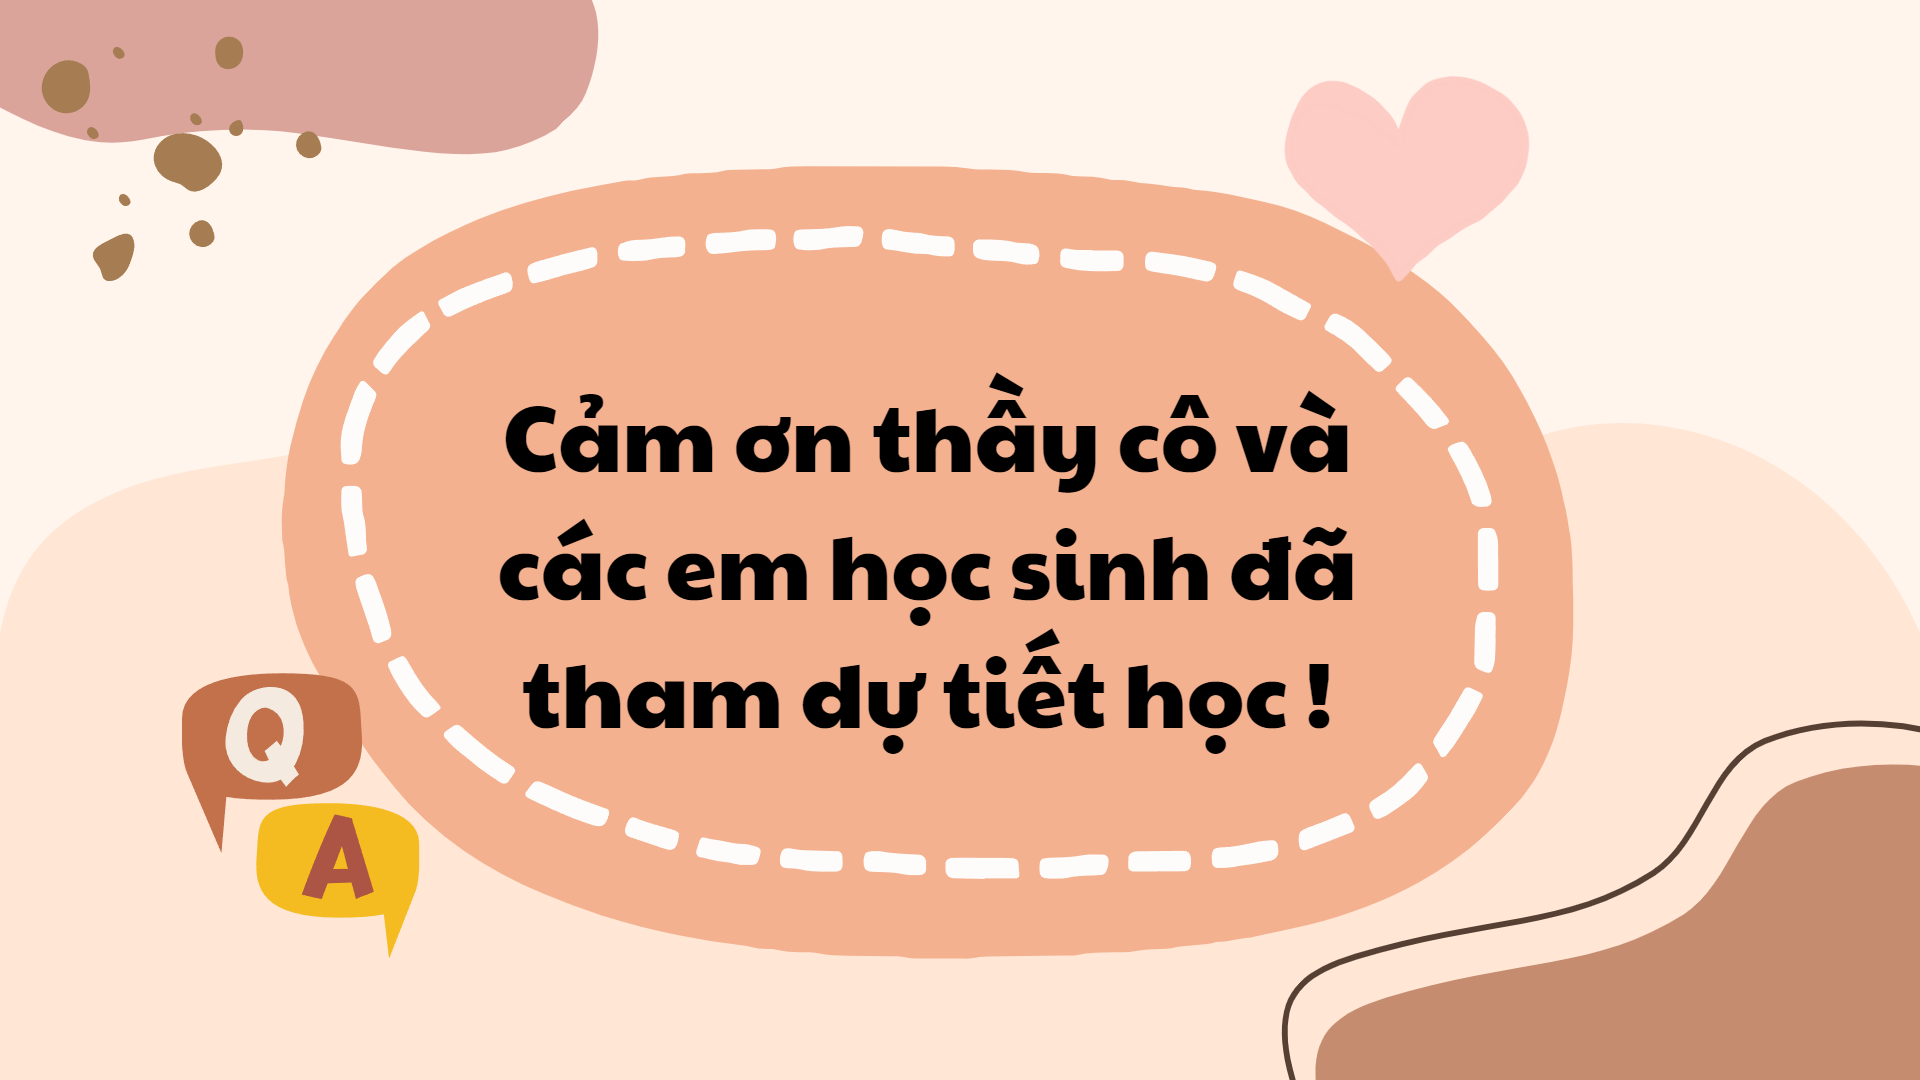 Cảm ơn thầy cô và
các em học sinh đã
tham dự tiết học !
Q
A